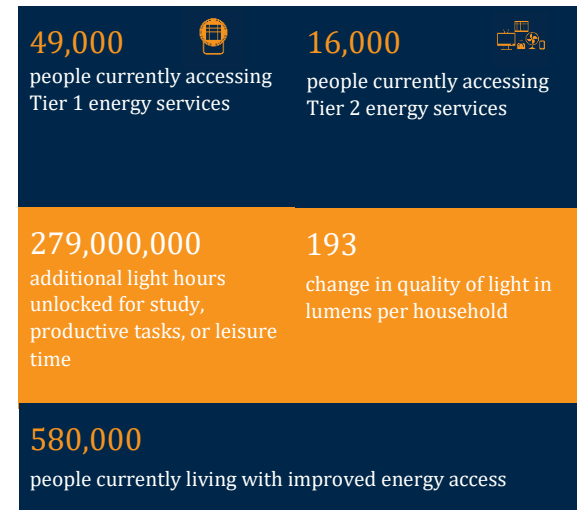 49,000
people currently accessing
Tier 1 energy services
16,000
people currently accessing
Tier 2 energy services
279,000,000
additional light hours
unlocked for study,
productive tasks, or leisure
time
193
change in quality of light in
lumens per household
580,000
people currently living with improved energy access